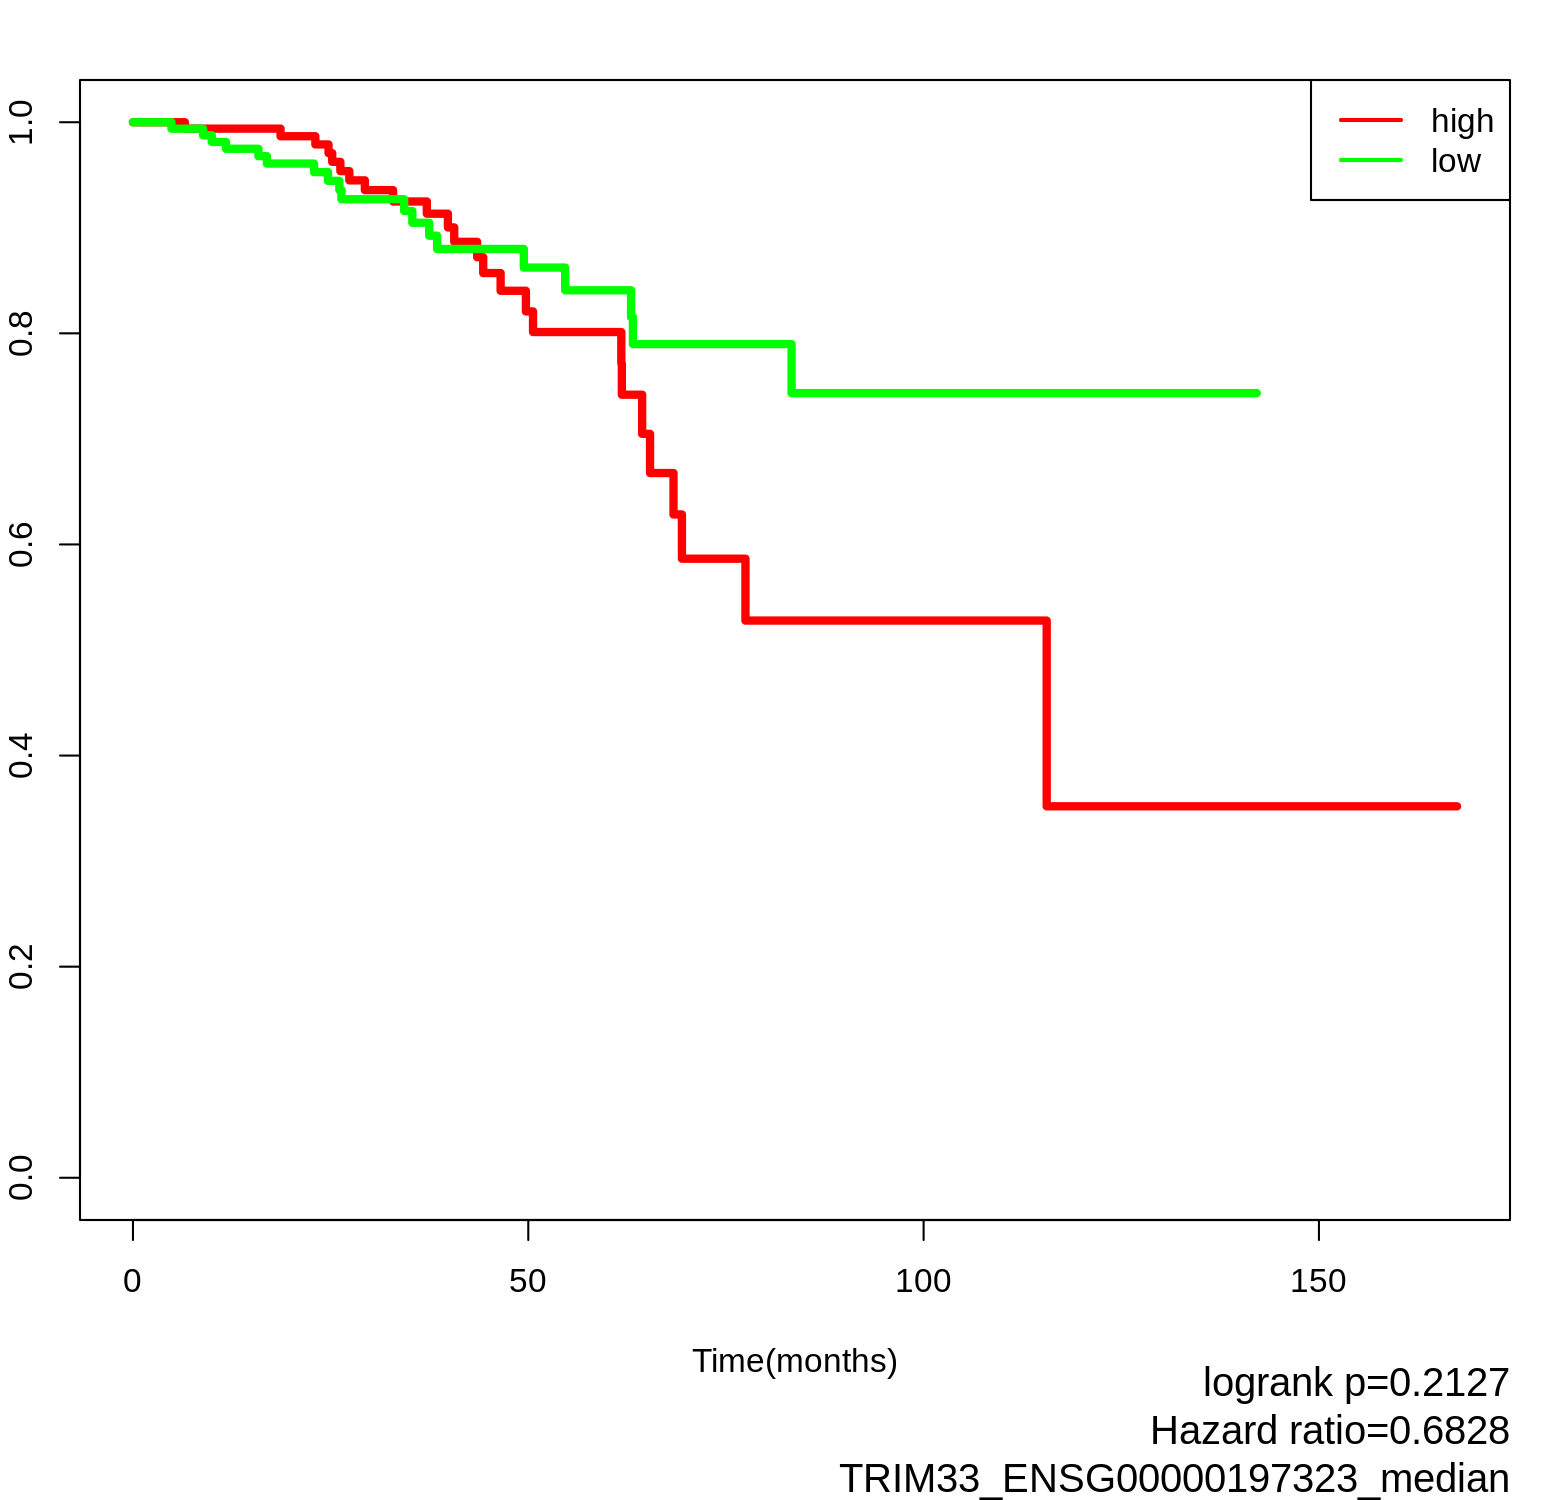 high
low
1.0
0.8
0.6
0.4
0.2
0.0
0 50 100 150
Time(months)
logrank p=0.2127
Hazard ratio=0.6828
TRIM33_ENSG00000197323_median